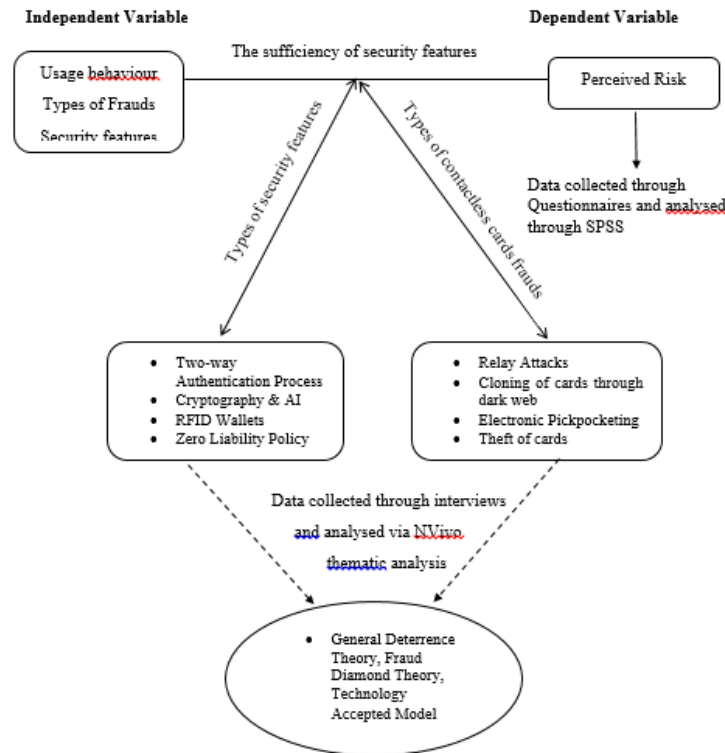 Independent Variable
Dependent Variable
The sufficiency of security features
Usage behaviour
Types of Frauds
Security features
Perceived Risk
Types of security features
Types of contactless cards frauds
Data collected through
Questionnaires and analysed
through SPSS
• Two-way
Authentication Process
• Cryptography & AI
• RFID Wallets
• Zero Liability Policy
• Relay Attacks
• Cloning of cards through
dark web
• Electronic Pickpocketing
• Theft of cards
Data collected through interviews
and analysed via NVivo
thematic analysis
• General Deterrence
Theory, Fraud
Diamond Theory,
Technology
Accepted Model